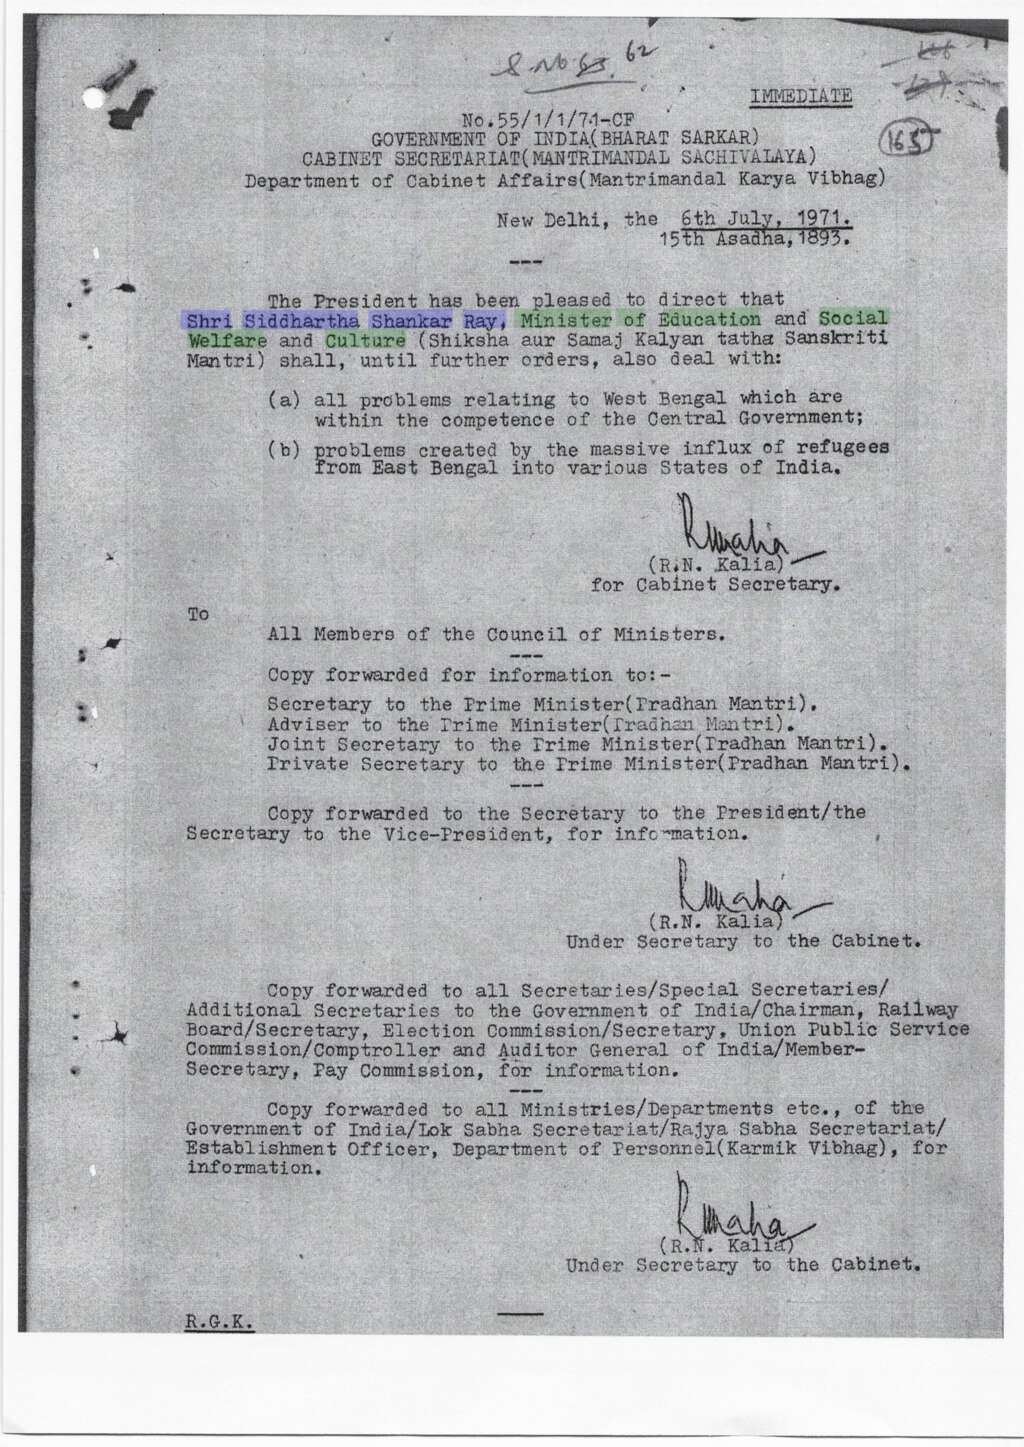 S.No 63. 62
IMMEDIATE
No.55/1/1/71-CF
GOVERNMENT OF INDIA(BHARAT SARKAR)
165
CABINET SECRETARIAT(MANTRIMANDAL SACHIVALAYA)
Department of Cabinet Affairs(Mantrimandal Karya Vibhag)
New Delhi, the 6th July, 1971.
15th Asadha,1893.
The President has been pleased to direct that
Shri Siddhartha Shankar Ray, Minister of Education and Social
Welfare and Culture (Shiksha aur Samaj Kalyan tatha Sanskriti
Mantri) shall, until further orders, also deal with:
(a) all problems relating to West Bengal which are
within the competence of the Central Government;
(b) problems created by the massive influx of refugees
from East Bengal into various States of India.
(R.N. Kalia)
for Cabinet Secretary.
To
All Members of the Council of Ministers.
Copy forwarded for information to:-
Secretary to the Prime Minister(Pradhan Mantri).
Adviser to the Prime Minister(Pradhan Mantri).
Joint Secretary to the Prime Minister(Pradhan Mantri).
Private Secretary to the Prime Minister(Pradhan Mantri).
Copy forwarded to the Secretary to the President/the
Secretary to the Vice-President, for information.
(R.N. Kalia)
Under Secretary to the Cabinet.
Copy forwarded to all Secretaries/Special Secretaries/
Additional Secretaries to the Government of India/Chairman, Railway
Board/Secretary, Election Commission/Secretary, Union Public Service
Commission/Comptroller and Auditor General of India/Member-
Secretary, Pay Commission, for information.
Copy forwarded to all Ministries/Departments etc., of the
Government of India/Lok Sabha Secretariat/Rajya Sabha Secretariat/
Establishment Officer, Department of Personnel(Karmik Vibhag), for
information.
(R.N. Kalia)
Under Secretary to the Cabinet.
R.G.K.